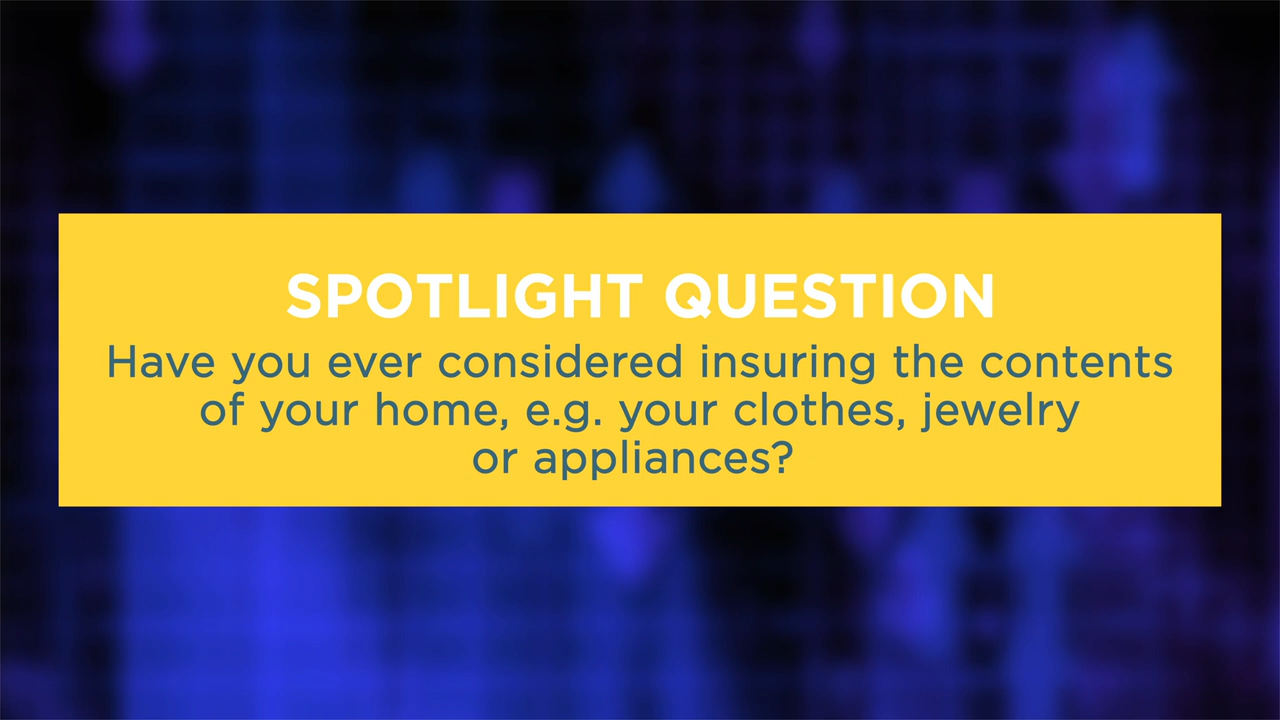 SPOTLIGHT QUESTION
Have you ever considered insuring the contents
of your home, e.g. your clothes, jewelry
or appliances?